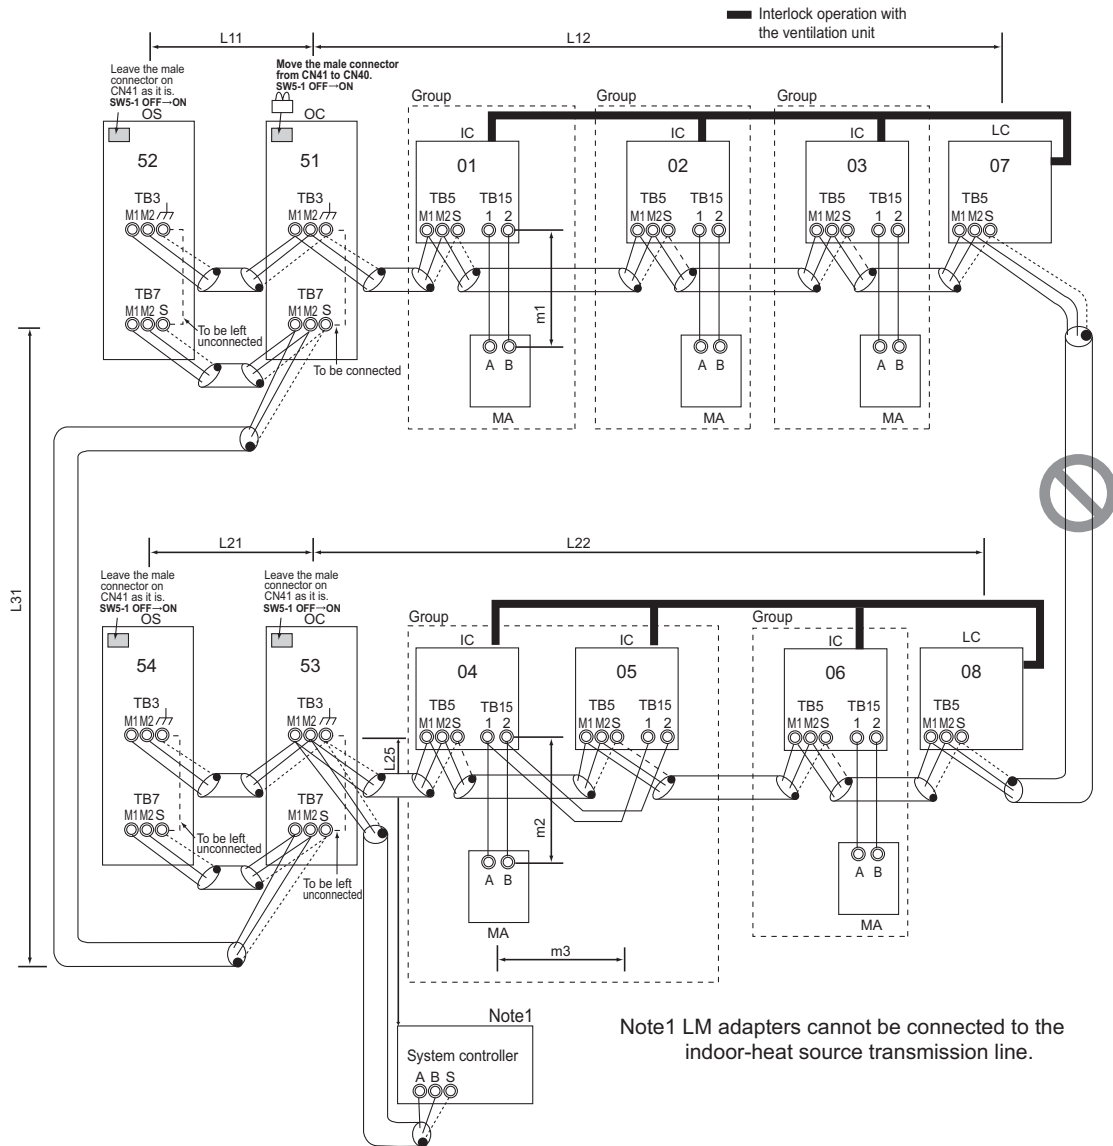 Interlock operation with
the ventilation unit
L11
L12
Leave the male
connector on
CN41 as it is.
SW5-1 OFF→ON
OS
Move the male connector
from CN41 to CN40.
SW5-1 OFF→ON
OC
Group
Group
Group
IC
IC
IC
LC
52
51
01
02
03
07
TB3
TB3
TB5
TB15
TB5
TB15
TB5
TB15
TB5
M1 M2
M1 M2
M1 M2 S
1 2
M1 M2 S
1 2
M1 M2 S
1 2
M1 M2 S
TB7
TB7
M1 M2 S
M1 M2 S
To be left
unconnected
To be connected
m1
A B
A B
A B
MA
MA
MA
L31
L21
L22
Leave the male
connector on
CN41 as it is.
SW5-1 OFF→ON
OS
Leave the male
connector on
CN41 as it is.
SW5-1 OFF→ON
OC
Group
Group
IC
IC
IC
LC
54
53
04
05
06
08
TB3
TB3
TB5
TB15
TB5
TB15
TB5
TB15
TB5
M1 M2
M1 M2
M1 M2 S
1 2
M1 M2 S
1 2
M1 M2 S
1 2
M1 M2 S
L25
TB7
TB7
M1 M2 S
M1 M2 S
To be left
unconnected
To be left
unconnected
m2
A B
A B
MA
MA
m3
Note1
System controller
A B S
Note1 LM adapters cannot be connected to the
indoor-heat source transmission line.